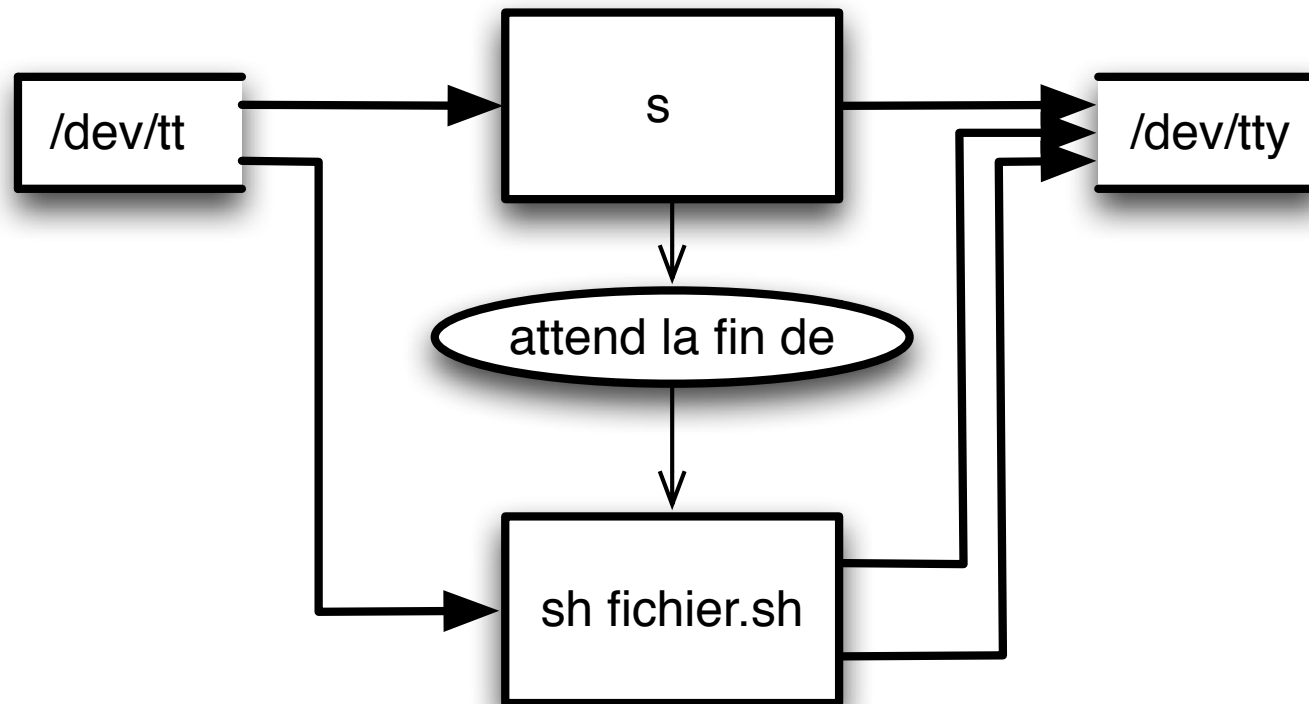 /dev/tt
s
/dev/tty
attend la fin de
sh fichier.sh